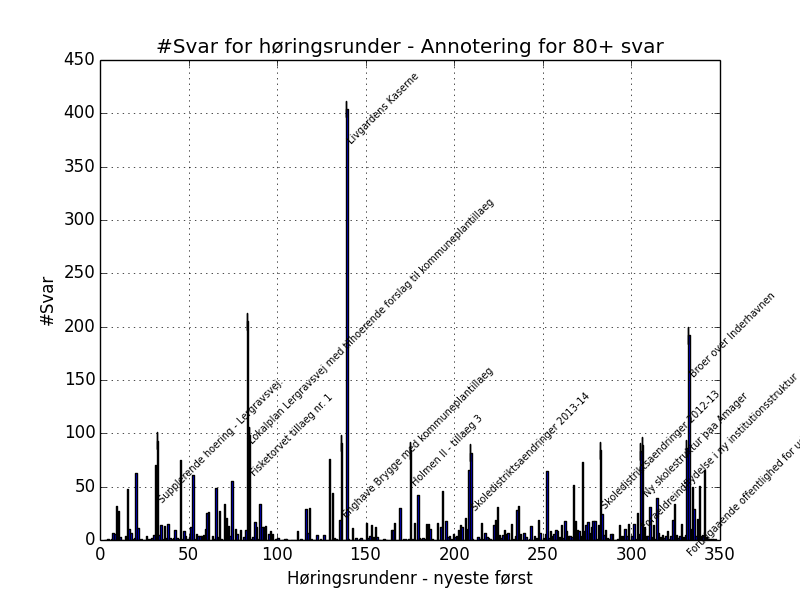 #Svar for høringsrunder - Annotering for 80+ svar
450
400
350
300
250
200
150
100
50
0
#Svar
Supplerende hoering - Lergravsvej.
Lokalplan Lergravsvej med tilhoerende forslag til kommuneplantillaeg
Fisketorvet tillaeg nr. 1
Livgardens Kaserne
Enghave Brygge med kommuneplantillaeg
Holmen II - tillaeg 3
Skoledistriktsaendringer 2013-14
Skoledistriktsaendringer 2012-13
Ny skolestruktur paa Amager
Foraeldreindflydelse i ny institutionsstruktur
Broer over Inderhavnen
Forudgaaende offentlighed for
0
50
100
150
200
250
300
350
Høringsrundenr - nyeste først